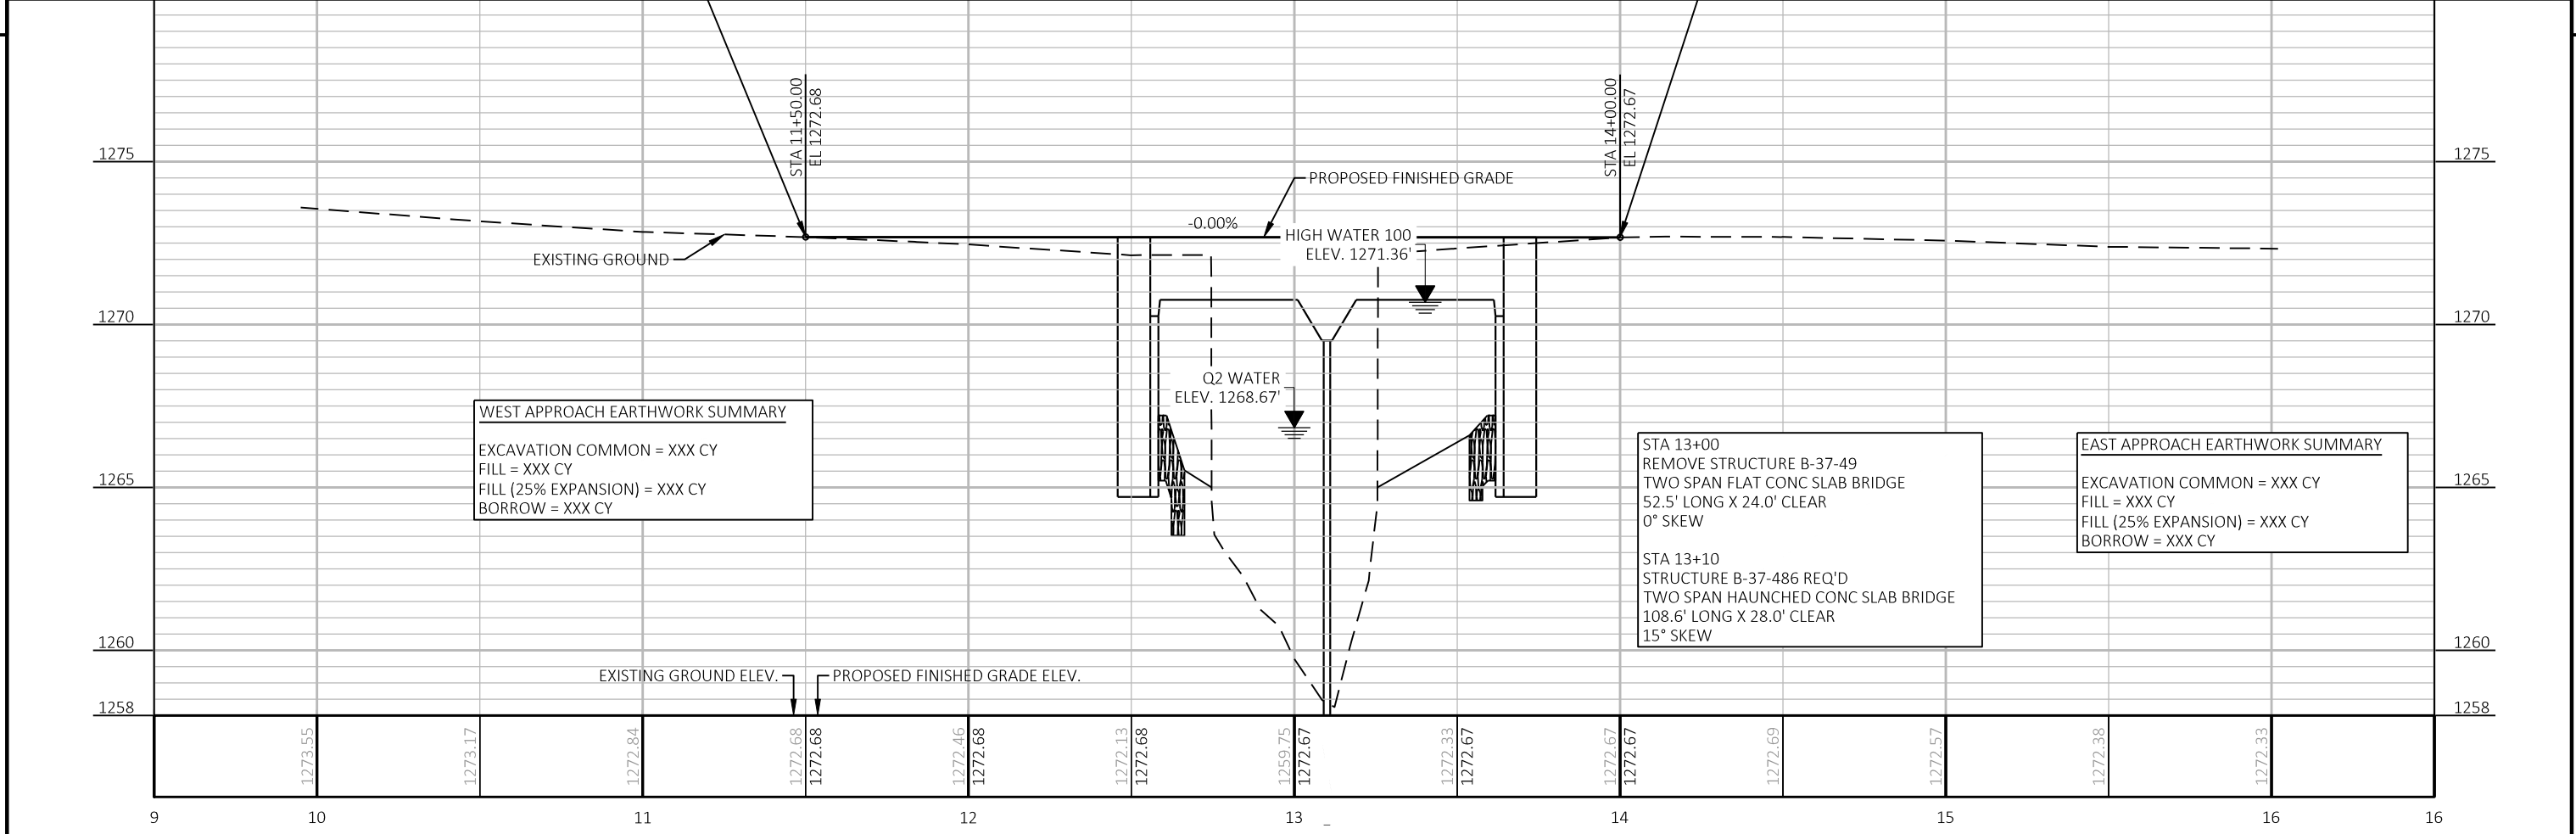 STA 11+50.00
EL 1272.68
STA 14+00.00
EL 1272.67
1275
1275
PROPOSED FINISHED GRADE
-0.00%
HIGH WATER 100
ELEV. 1271.36'
EXISTING GROUND
1270
1270
Q2 WATER
ELEV. 1268.67'
WEST APPROACH EARTHWORK SUMMARY
EXCAVATION COMMON = XXX CY
FILL = XXX CY
FILL (25% EXPANSION) = XXX CY
BORROW = XXX CY
STA 13+00
REMOVE STRUCTURE B-37-49
TWO SPAN FLAT CONC SLAB BRIDGE
52.5' LONG X 24.0' CLEAR
0° SKEW
STA 13+10
STRUCTURE B-37-486 REQ'D
TWO SPAN HAUNCHED CONC SLAB BRIDGE
108.6' LONG X 28.0' CLEAR
15° SKEW
EAST APPROACH EARTHWORK SUMMARY
EXCAVATION COMMON = XXX CY
FILL = XXX CY
FILL (25% EXPANSION) = XXX CY
BORROW = XXX CY
1265
1265
1260
1260
EXISTING GROUND ELEV.
PROPOSED FINISHED GRADE ELEV.
1258
1258
1273.55
1273.17
1272.84
1272.68
1272.68
1272.46
1272.68
1272.13
1272.68
1259.75
1272.67
1272.33
1272.67
1272.67
1272.67
1272.69
1272.57
1272.38
1272.33
9 10 11 12 13 _ 14 15 16 16